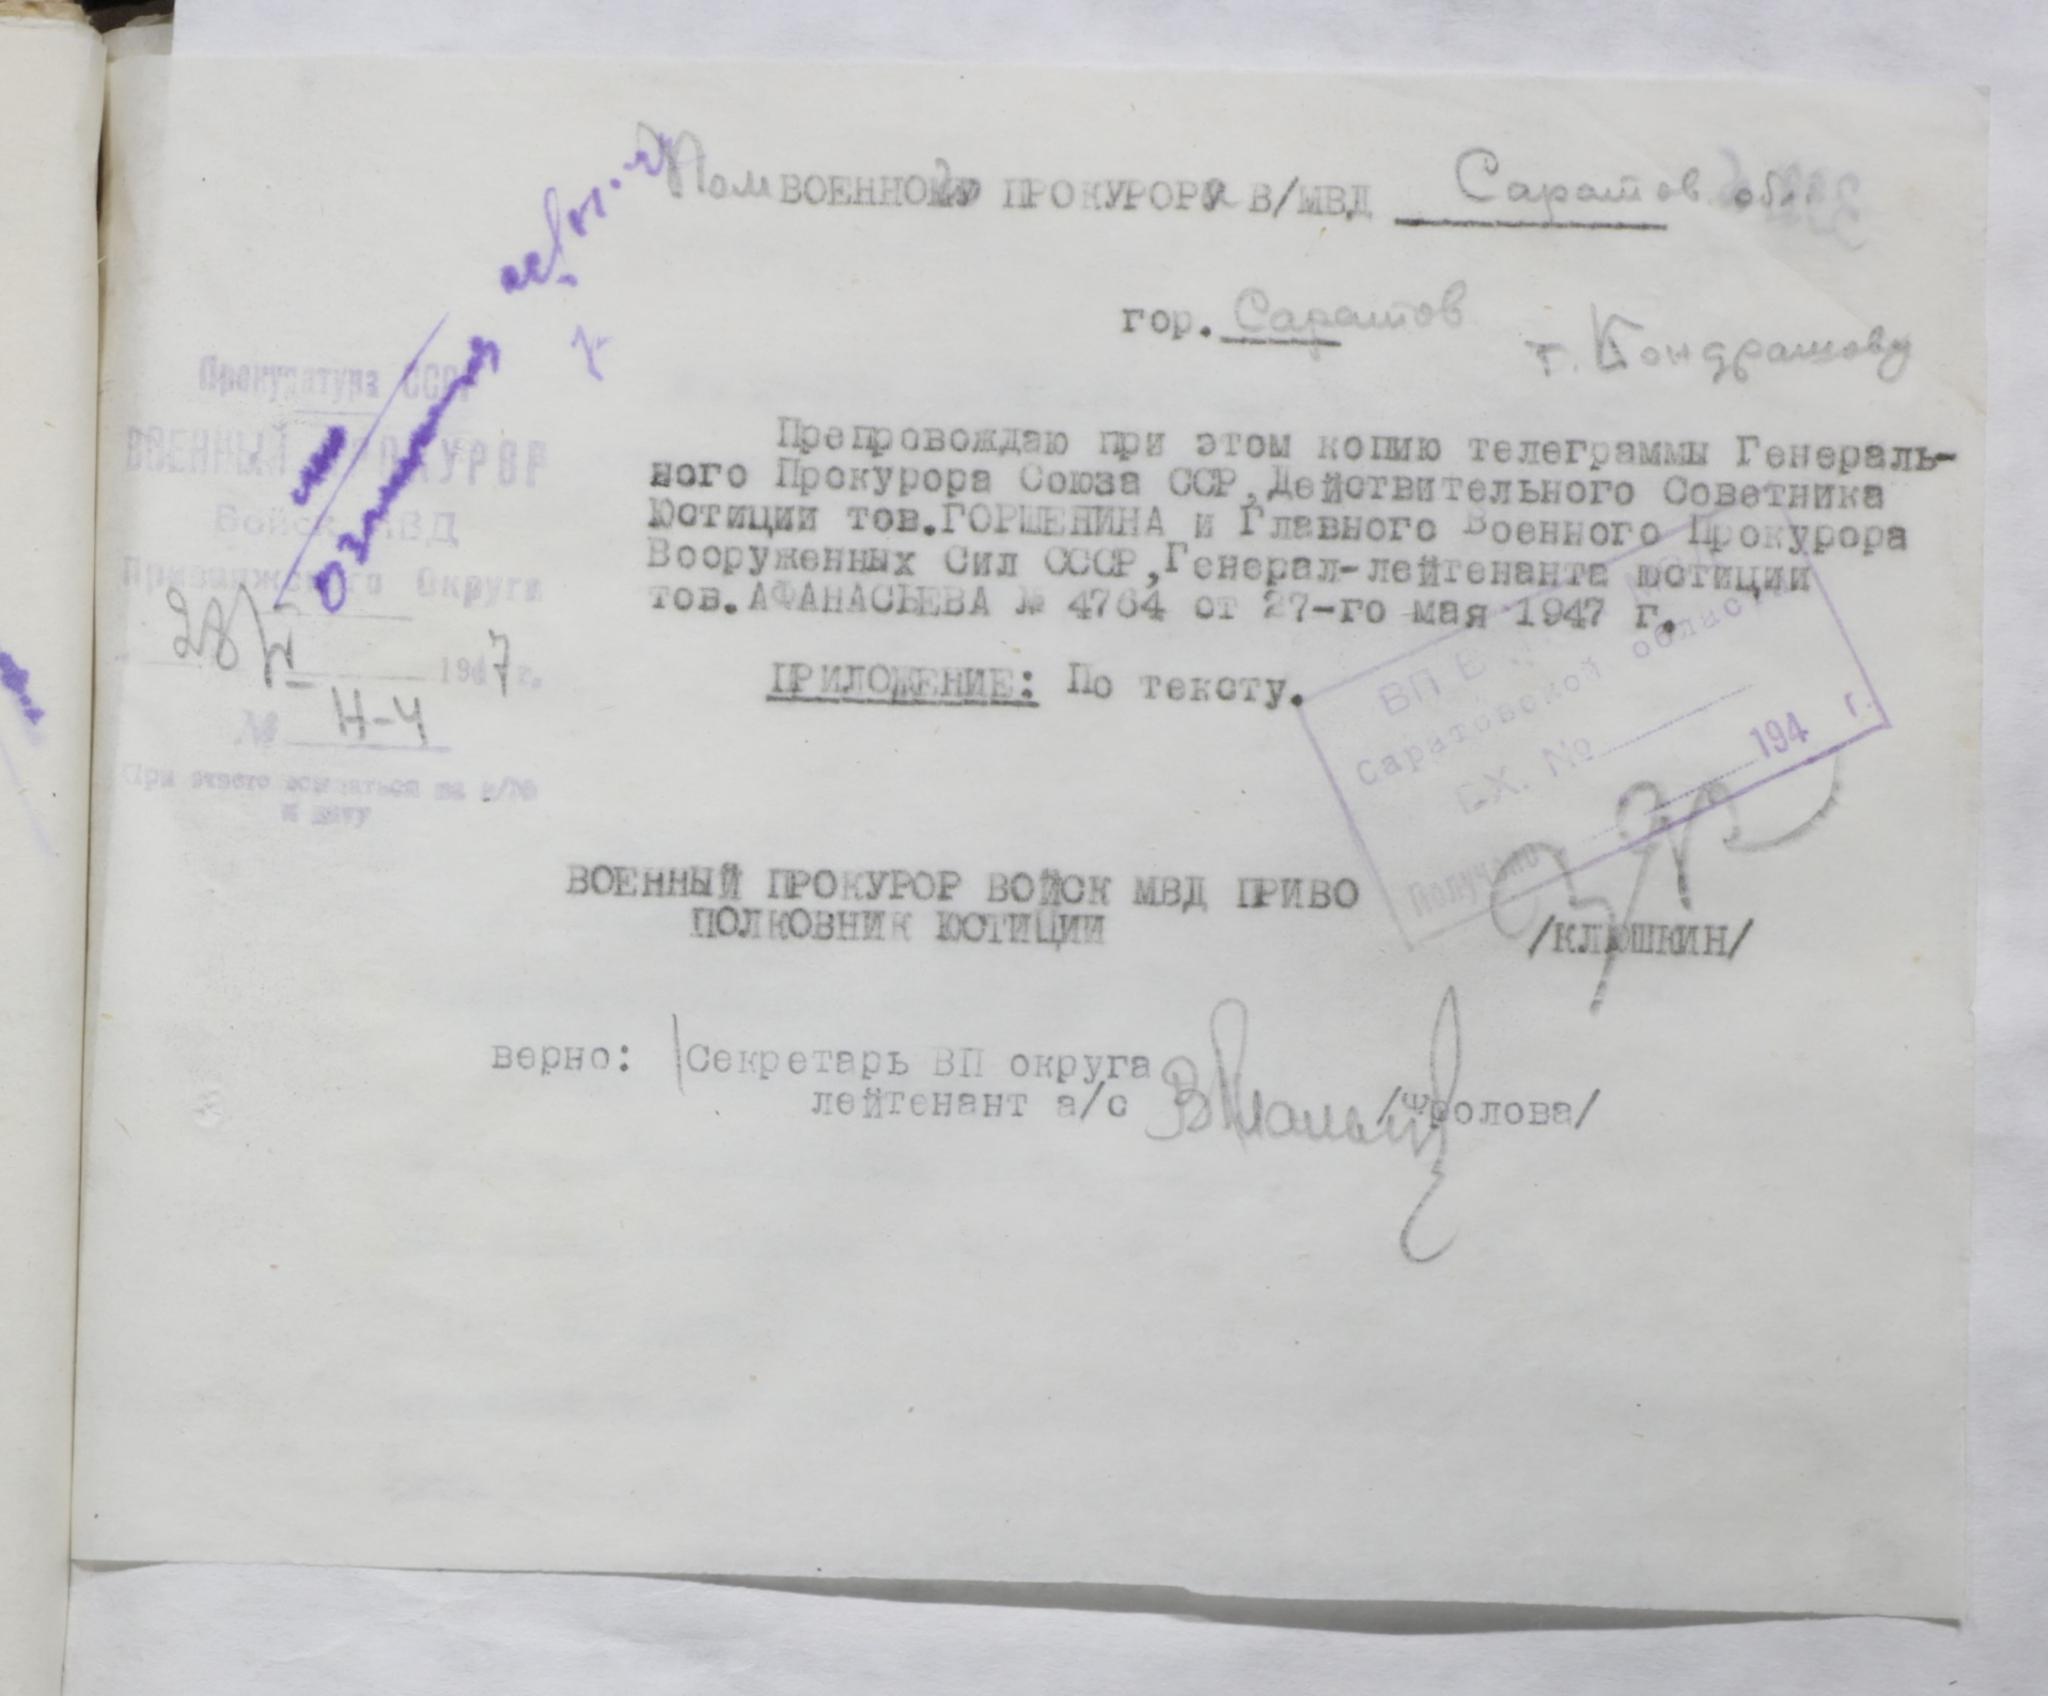 Пом ВОЕННОГО ПРОКУРОРА В/МВД Саратов обл.
гор. Саратов
т. Кондрашову
Прокуратура СССР
ВОЕННЫЙ ПРОКУРОР
Войск МВД
Приволжского Округа
28/V 1947 г.
№ Н-4
При ответе ссылаться на н/№
и дату
Препровождаю при этом копию телеграммы Генераль-
ного Прокурора Союза ССР, Действительного Советника
Юстиции тов.ГОРШЕНИНА и Главного Военного Прокурора
Вооруженных Сил СССР, Генерал-лейтенанта юстиции
тов. АФАНАСЬЕВА № 4764 от 27-го мая 1947 г.
ПРИЛОЖЕНИЕ: По тексту.
ВП В
Саратовской области
ВХ. №
Получено 194 г.
ВОЕННЫЙ ПРОКУРОР ВОЙСК МВД ПРИВО
ПОЛКОВНИК ЮСТИЦИИ
/КЛЮШКИН/
верно: Секретарь ВП округа
лейтенант а/с /Фролова/